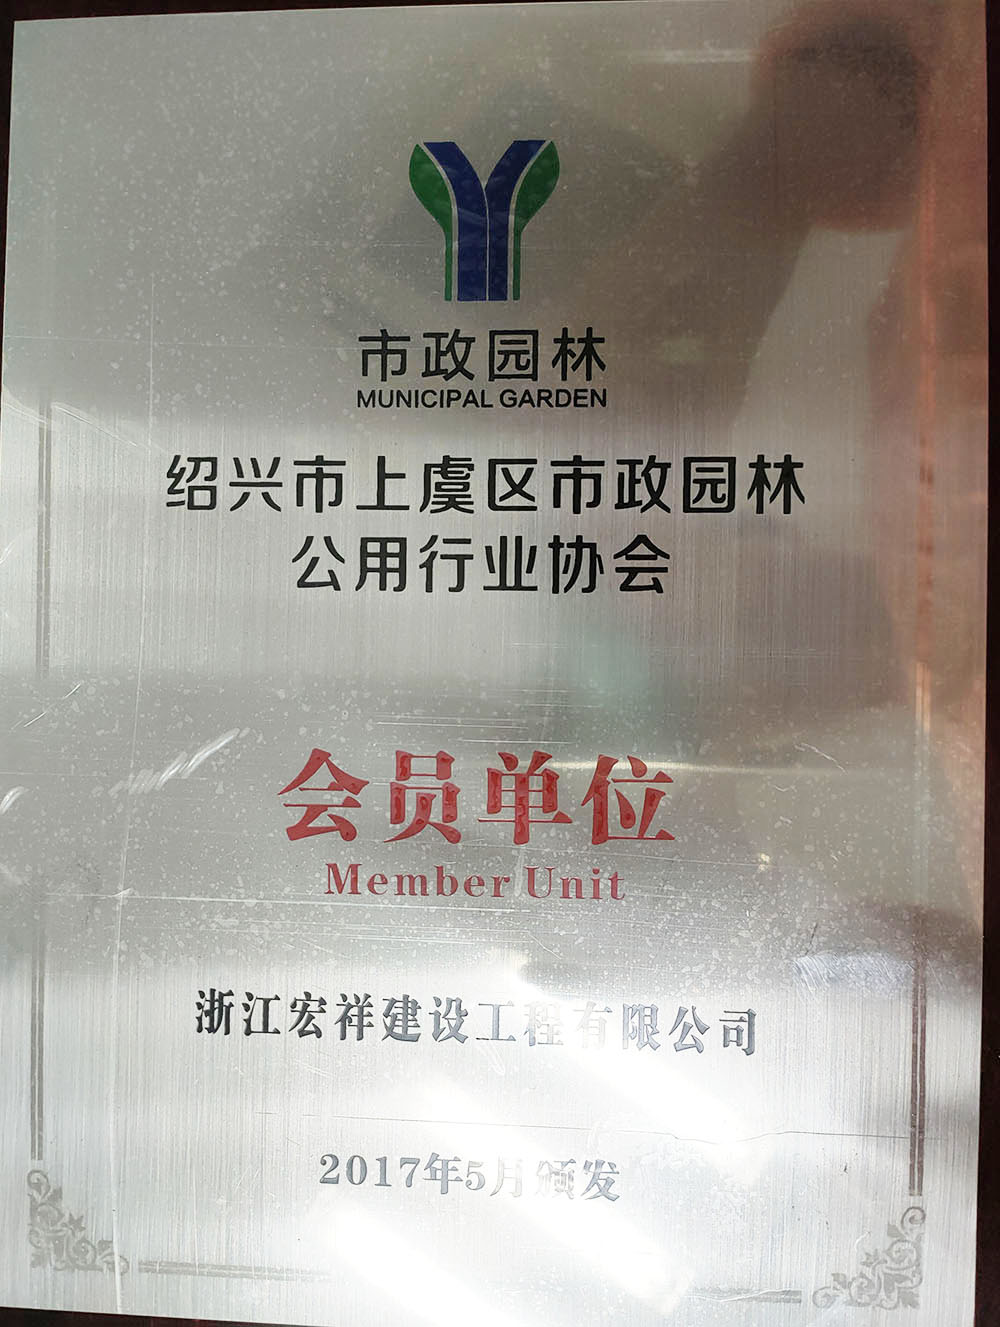 市政园林
MUNICIPAL GARDEN
绍兴市上虞区市政园林
公用行业协会
会员单位
Member Unit
浙江宏祥建设工程有限公司
2017年5月颁发